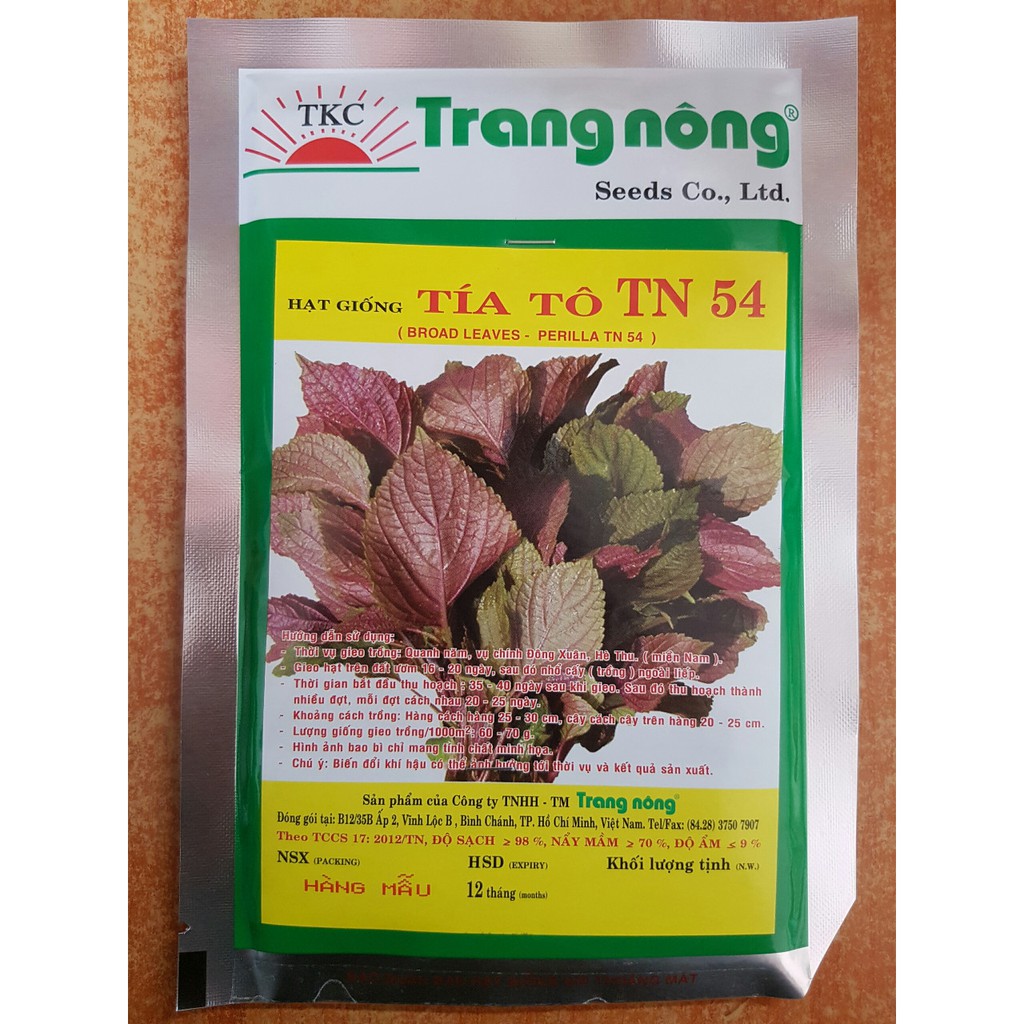 TKC
Trang nông®
Seeds Co., Ltd.
HẠT GIỐNG TÍA TÔ TN 54
( BROAD LEAVES - PERILLA TN 54 )
Hướng dẫn sử dụng:
- Thời vụ gieo trồng: Quanh năm, vụ chính Đông Xuân, Hè Thu. ( miền Nam ).
- Gieo hạt trên đất ươm 16 - 20 ngày, sau đó nhổ cấy ( trồng ) ngoài liếp.
- Thời gian bắt đầu thu hoạch : 35 - 40 ngày sau khi gieo. Sau đó thu hoạch thành
nhiều đợt, mỗi đợt cách nhau 20 - 25 ngày.
- Khoảng cách trồng: Hàng cách hàng 25 - 30 cm, cây cách cây trên hàng 20 - 25 cm.
- Lượng giống gieo trồng/1000m²: 60 - 70 g.
- Hình ảnh bao bì chỉ mang tính chất minh họa.
- Chú ý: Biến đổi khí hậu có thể ảnh hưởng tới thời vụ và kết quả sản xuất.
Sản phẩm của Công ty TNHH - TM Trang nông®
Đóng gói tại: B12/35B Ấp 2, Vĩnh Lộc B , Bình Chánh, TP. Hồ Chí Minh, Việt Nam. Tel/Fax: (84.28) 3750 7907
Theo TCCS 17: 2012/TN, ĐỘ SẠCH ≥ 98 %, NẨY MẦM ≥ 70 %, ĐỘ ẨM ≤ 9 %
NSX (PACKING) HSD (EXPIRY) Khối lượng tịnh (N.W.)
HÀNG MẪU 12 tháng (months)